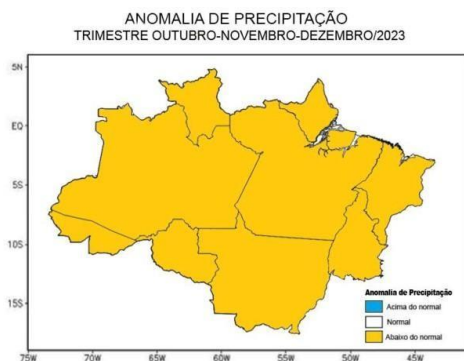 ANOMALIA DE PRECIPITAÇÃO
TRIMESTRE OUTUBRO-NOVEMBRO-DEZEMBRO/2023
5N
EQ
5S
10S
15S
75W 70W 65W 60W 55W 50W 45W
Anomalia de Precipitação
Acima do normal
Normal
Abaixo do normal